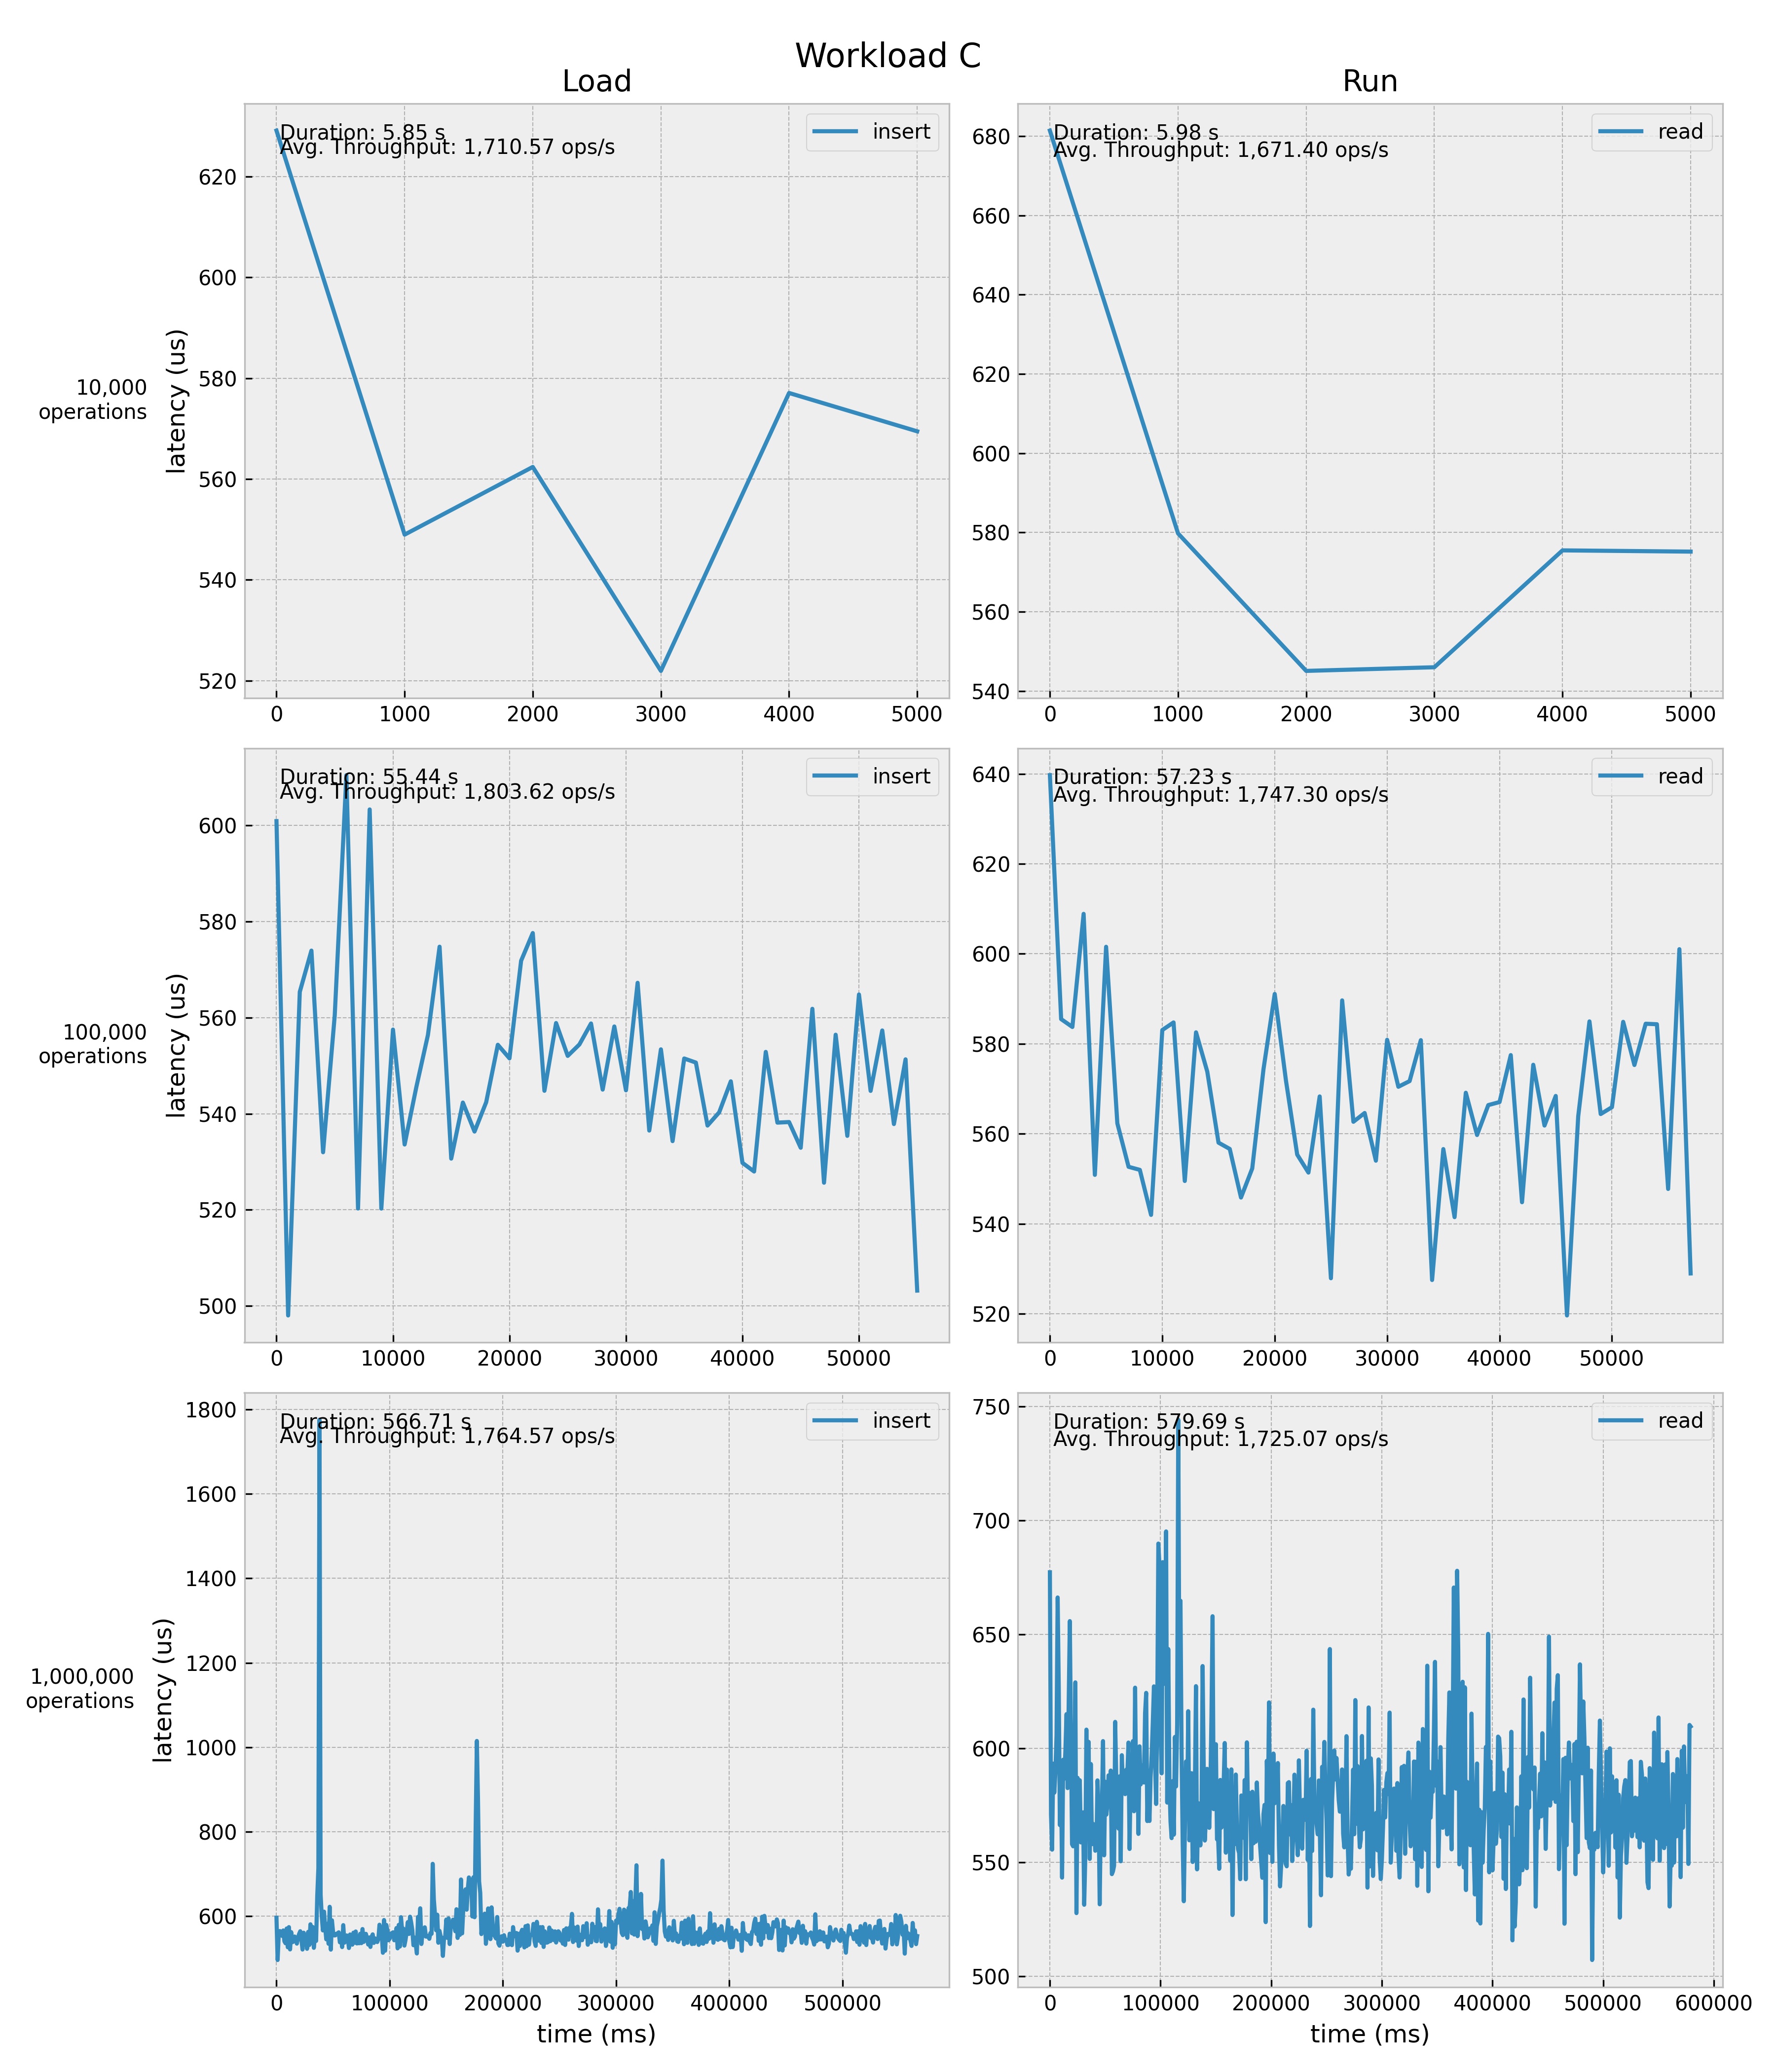 Workload C
Load
Run
Duration: 5.85 s
Avg. Throughput: 1,710.57 ops/s
insert
620
600
580
560
540
520
0 1000 2000 3000 4000 5000
latency (us)
10,000
operations
Duration: 5.98 s
Avg. Throughput: 1,671.40 ops/s
read
680
660
640
620
600
580
560
540
0 1000 2000 3000 4000 5000
Duration: 55.44 s
Avg. Throughput: 1,803.62 ops/s
insert
600
580
560
540
520
500
0 10000 20000 30000 40000 50000
latency (us)
100,000
operations
Duration: 57.23 s
Avg. Throughput: 1,747.30 ops/s
read
640
620
600
580
560
540
520
0 10000 20000 30000 40000 50000
Duration: 566.71 s
Avg. Throughput: 1,764.57 ops/s
insert
1800
1600
1400
1200
1000
800
600
0 100000 200000 300000 400000 500000
time (ms)
latency (us)
1,000,000
operations
Duration: 579.69 s
Avg. Throughput: 1,725.07 ops/s
read
750
700
650
600
550
500
0 100000 200000 300000 400000 500000 600000
time (ms)